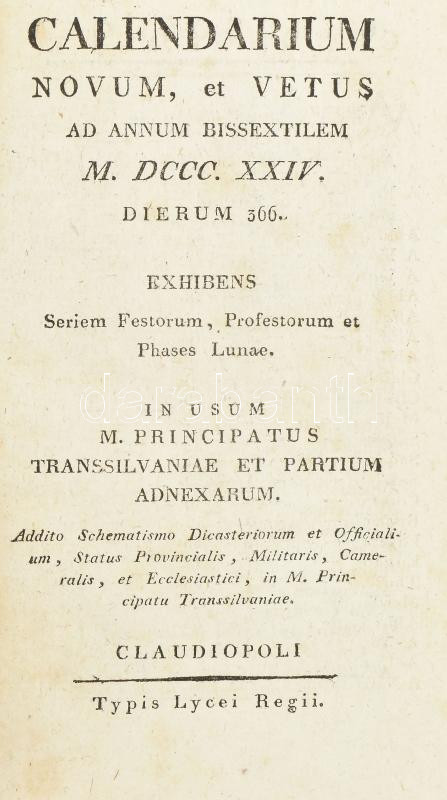 CALENDARIUM
NOVUM, et VETUS
AD ANNUM BISSEXTILEM
M. DCCC. XXIV.
DIERUM 366.
EXHIBENS
Seriem Festorum, Profestorum et
Phases Lunae.
IN USUM
M. PRINCIPATUS
TRANSSILVANIAE ET PARTIUM
ADNEXARUM.
Addito Schematismo Dicasteriorum et Officiali-
um, Status Provincialis, Militaris, Came-
ralis, et Ecclesiastici, in M. Prin-
cipatu Transsilvaniae.
CLAUDIOPOLI
Typis Lycei Regii.
darabanth